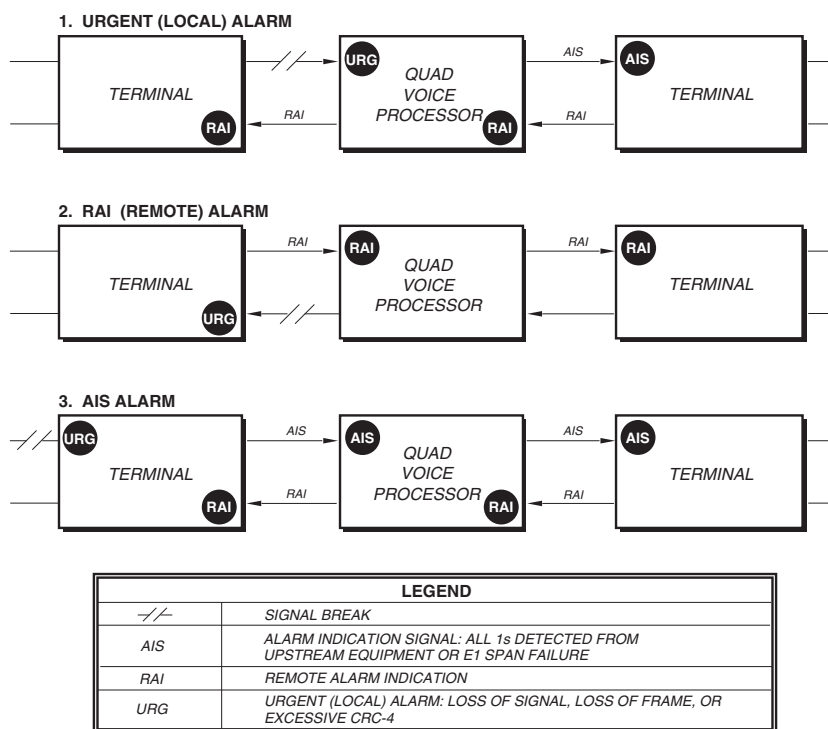 1. URGENT (LOCAL) ALARM
TERMINAL
RAI
URG
QUAD
VOICE
PROCESSOR
RAI
AIS
RAI
AIS
RAI
TERMINAL
2. RAI (REMOTE) ALARM
TERMINAL
URG
RAI
RAI
QUAD
VOICE
PROCESSOR
RAI
RAI
TERMINAL
3. AIS ALARM
URG
TERMINAL
RAI
AIS
RAI
AIS
QUAD
VOICE
PROCESSOR
RAI
AIS
RAI
AIS
TERMINAL
LEGEND
SIGNAL BREAK
AIS
ALARM INDICATION SIGNAL: ALL 1s DETECTED FROM
UPSTREAM EQUIPMENT OR E1 SPAN FAILURE
RAI
REMOTE ALARM INDICATION
URG
URGENT (LOCAL) ALARM: LOSS OF SIGNAL, LOSS OF FRAME, OR
EXCESSIVE CRC-4